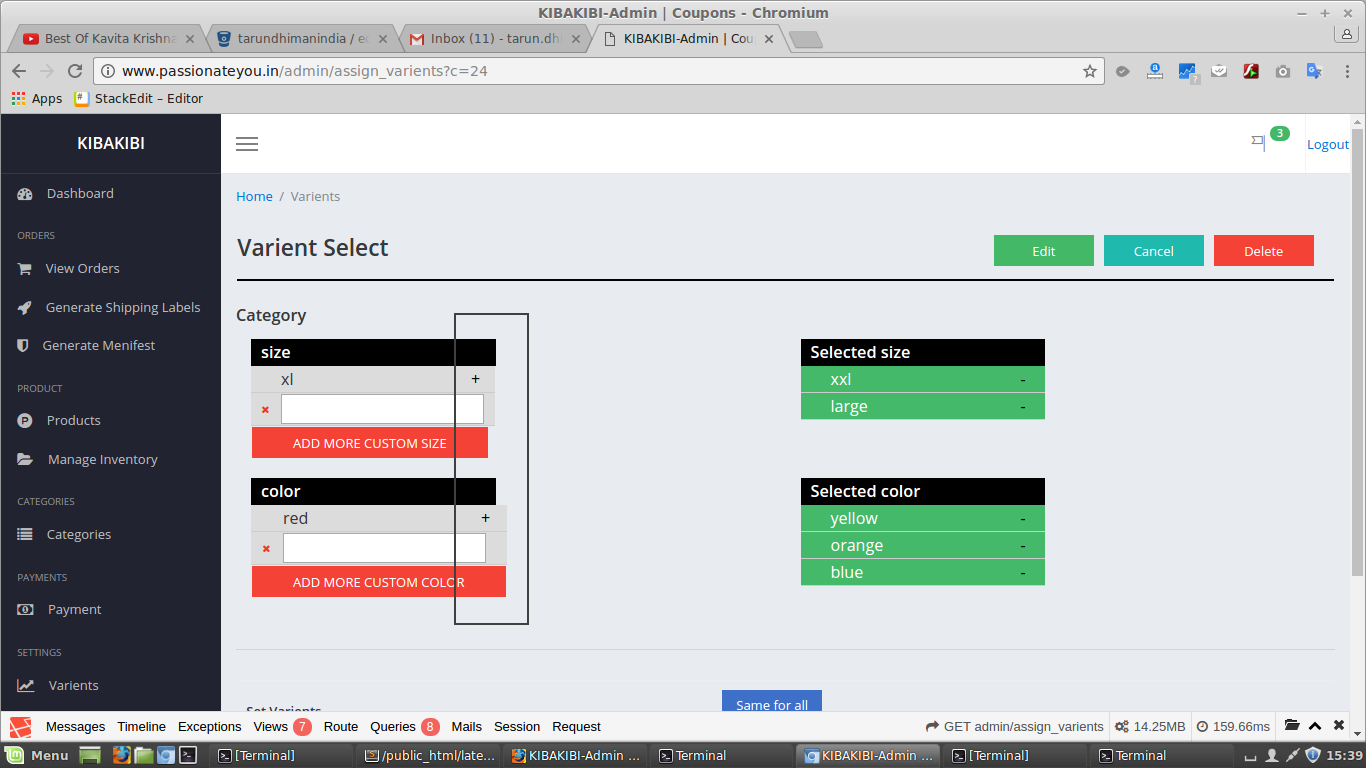 KIBAKIBI-Admin | Coupons - Chromium
Best Of Kavita Krishna
tarundhimanindia / e
Inbox (11) - tarun.dh
KIBAKIBI-Admin | Cou
www.passionateyou.in/admin/assign_varients?c=24
Apps
StackEdit – Editor
KIBAKIBI
3
Logout
Dashboard
Home / Varients
ORDERS
Varient Select
Edit
Cancel
Delete
View Orders
Generate Shipping Labels
Generate Menifest
Category
size
xl +
ADD MORE CUSTOM SIZE
Selected size
xxl -
large -
PRODUCT
Products
Manage Inventory
color
red +
ADD MORE CUSTOM COLOR
Selected color
yellow -
orange -
blue -
CATEGORIES
Categories
PAYMENTS
Payment
SETTINGS
Varients
Set Varients
Same for all
Messages Timeline Exceptions Views 7 Route Queries 8 Mails Session Request
GET admin/assign_varients 14.25MB 159.66ms
Menu
[Terminal]
/public_html/late...
KIBAKIBI-Admin ...
Terminal
KIBAKIBI-Admin ...
[Terminal]
Terminal
15:39